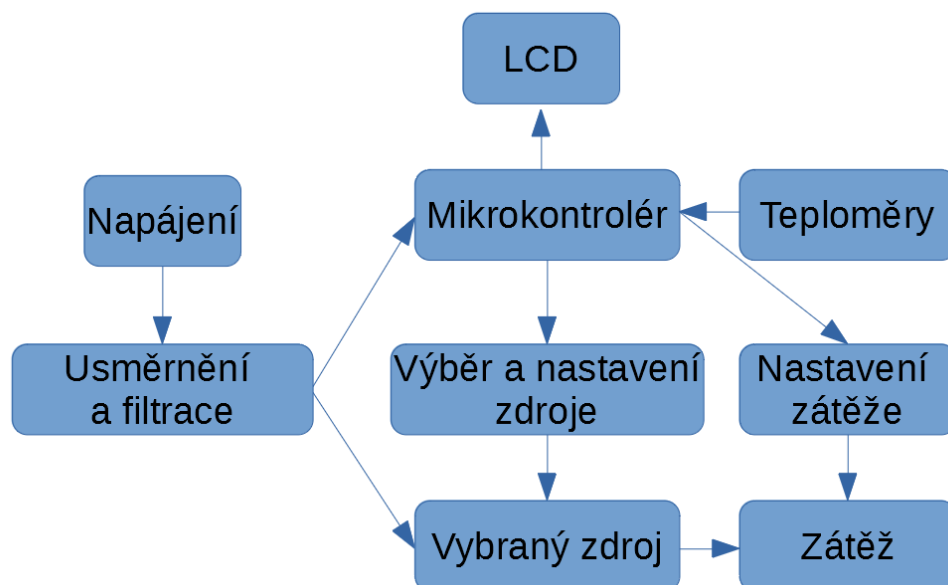 LCD
Napájení
Mikrokontrolér
Teploměry
Usměrnění
a filtrace
Výběr a nastavení
zdroje
Nastavení
zátěže
Vybraný zdroj
Zátěž